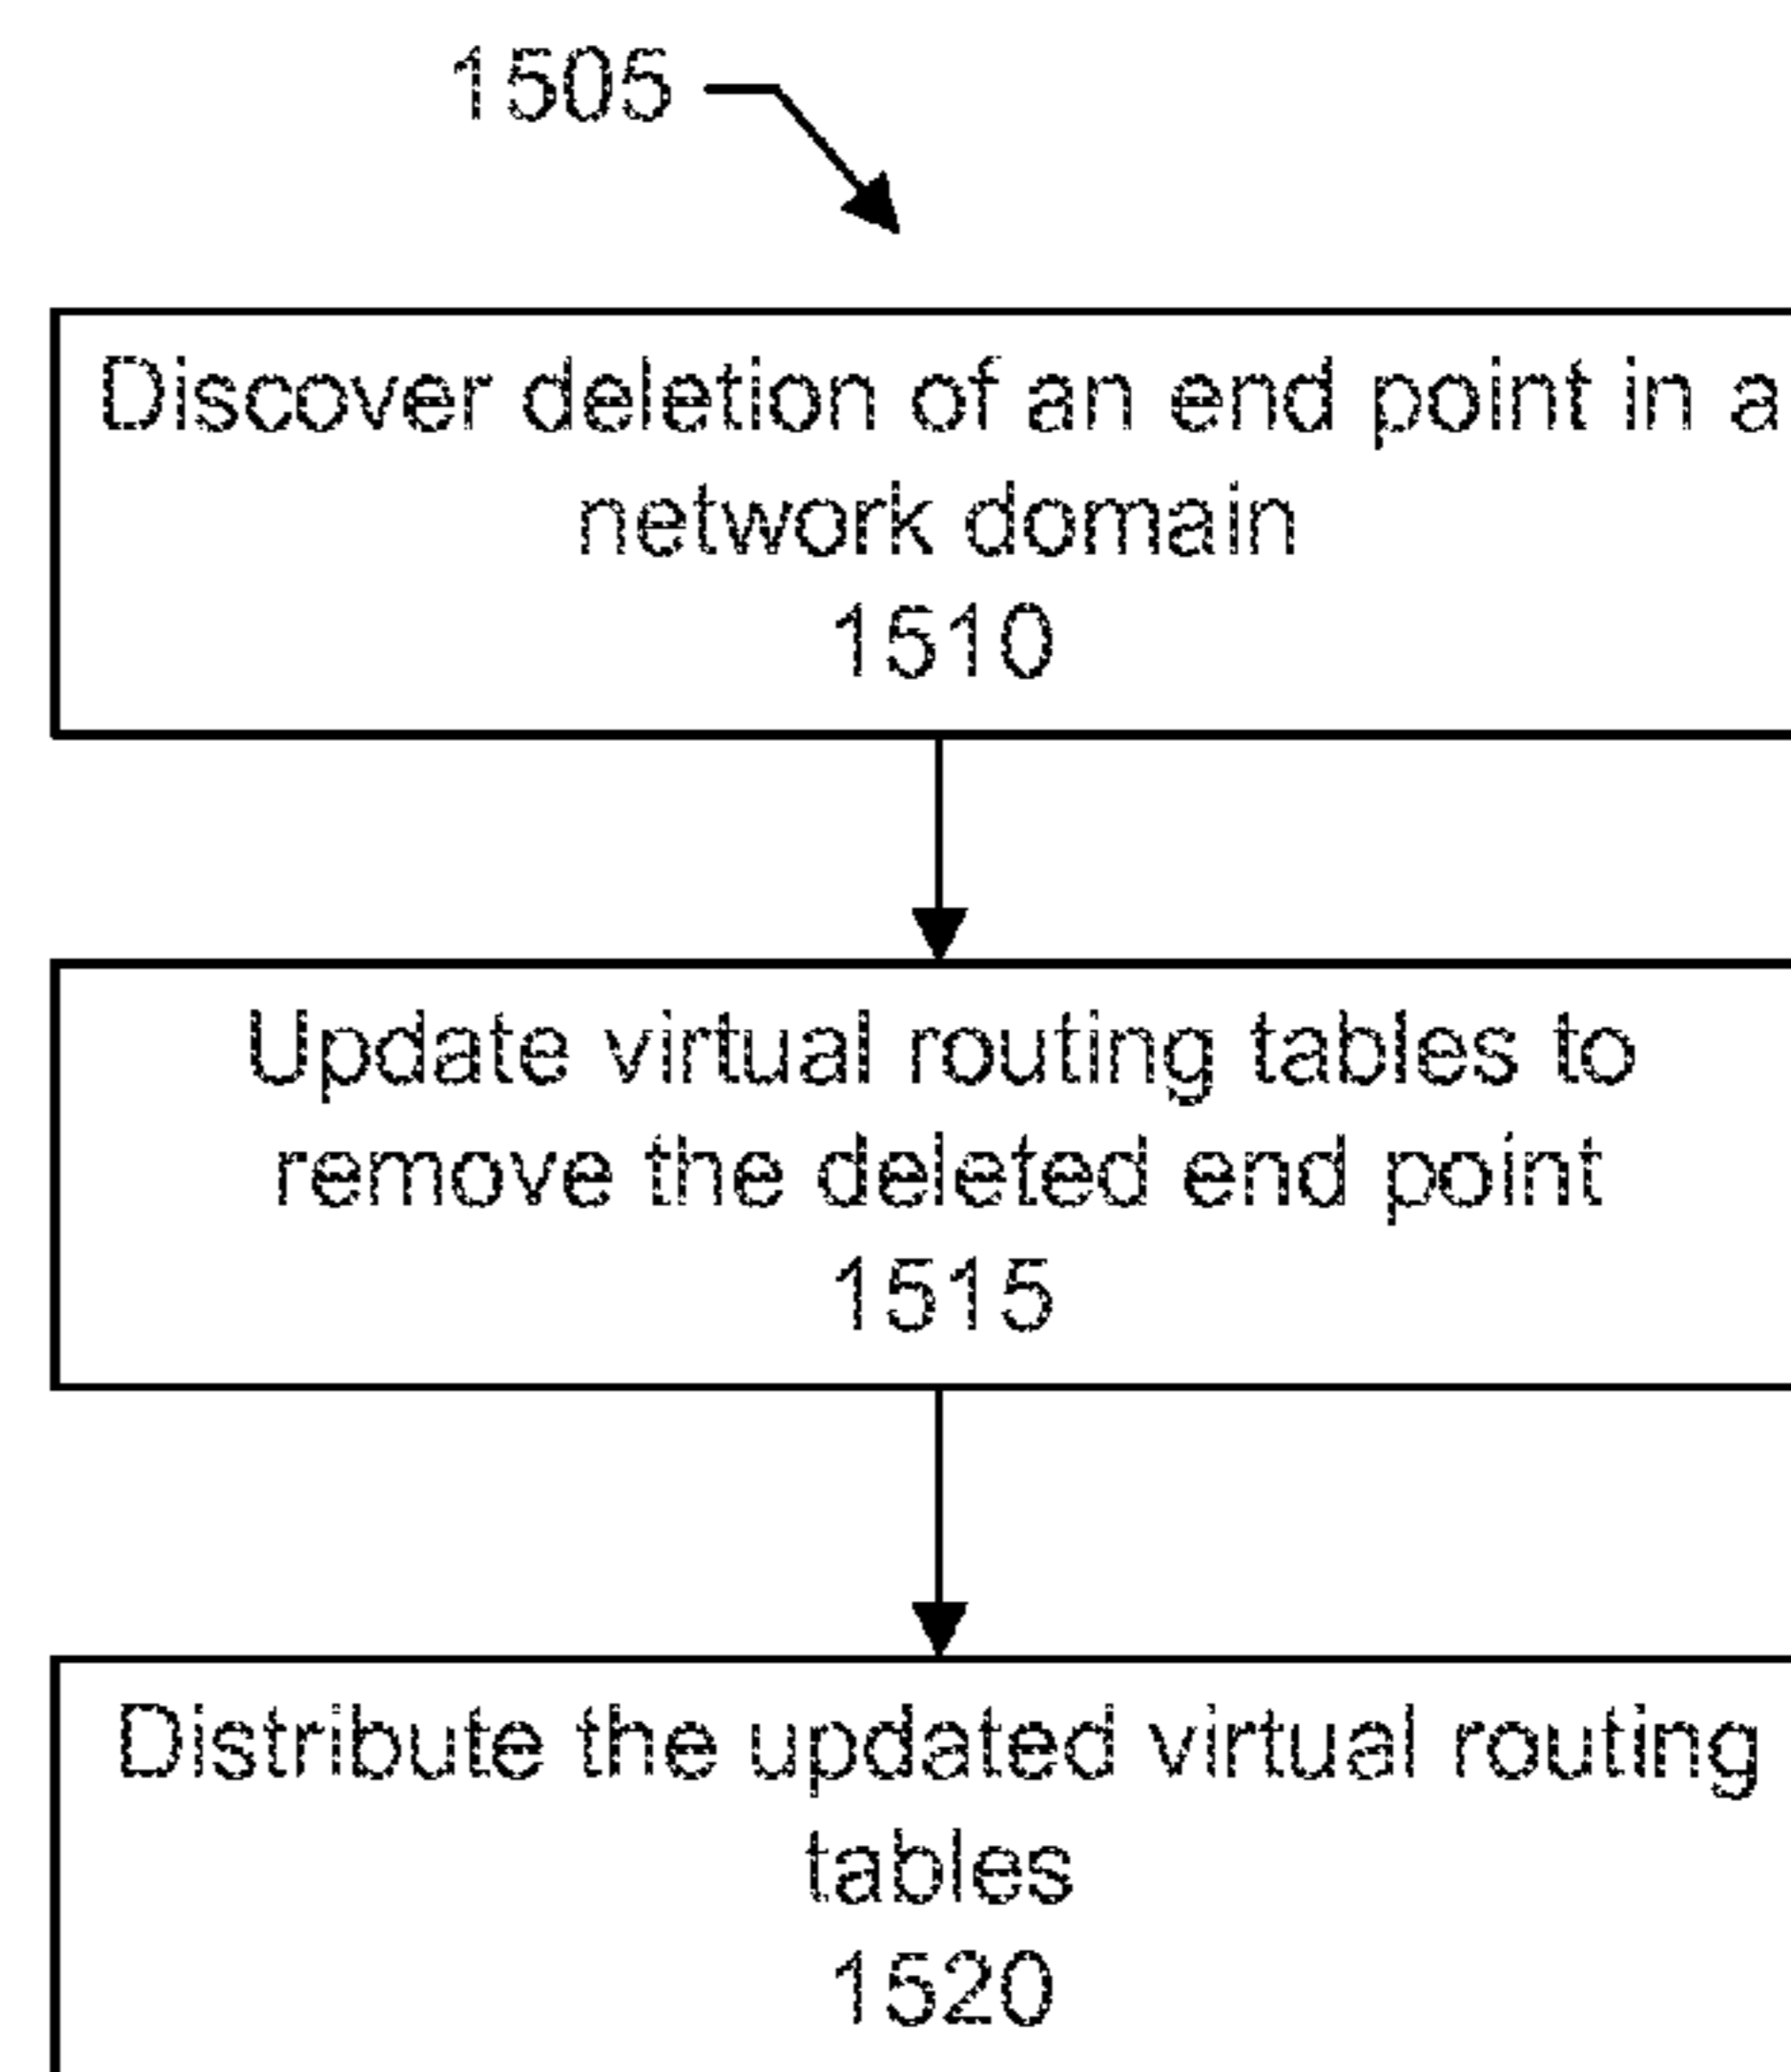 1505
Discover deletion of an end point in a
network domain
1510
Update virtual routing tables to
remove the deleted end point
1515
Distribute the updated virtual routing
tables
1520